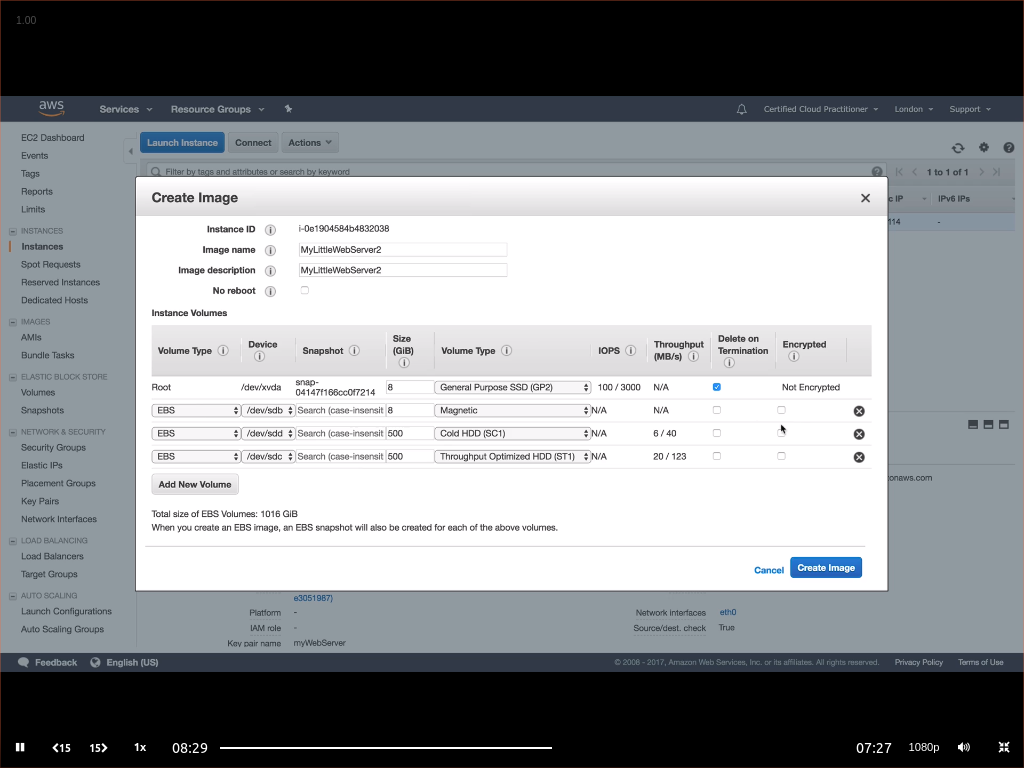 1.00
aws Services Resource Groups Certified Cloud Practitioner London Support
EC2 Dashboard
Events
Tags
Reports
Limits
INSTANCES
Instances
Spot Requests
Reserved Instances
Dedicated Hosts
IMAGES
AMIs
Bundle Tasks
ELASTIC BLOCK STORE
Volumes
Snapshots
NETWORK & SECURITY
Security Groups
Elastic IPs
Placement Groups
Key Pairs
Network Interfaces
LOAD BALANCING
Load Balancers
Target Groups
AUTO SCALING
Launch Configurations
Auto Scaling Groups
Launch Instance Connect Actions
Filter by tags and attributes or search by keyword 1 to 1 of 1
c IP IPv6 IPs
114 -
Create Image
Instance ID i-0e1904584b4832038
Image name MyLittleWebServer2
Image description MyLittleWebServer2
No reboot
Instance Volumes
Volume Type Device Snapshot Size (GiB) Volume Type IOPS Throughput (MB/s) Delete on Termination Encrypted
Root /dev/xvda snap-04147f166cc0f7214 8 General Purpose SSD (GP2) 100 / 3000 N/A Not Encrypted
EBS /dev/sdb Search (case-insensit 8 Magnetic N/A N/A
EBS /dev/sdd Search (case-insensit 500 Cold HDD (SC1) N/A 6 / 40
EBS /dev/sdc Search (case-insensit 500 Throughput Optimized HDD (ST1) N/A 20 / 123
Add New Volume
Total size of EBS Volumes: 1016 GiB
When you create an EBS image, an EBS snapshot will also be created for each of the above volumes.
Cancel Create Image
onaws.com
e3051987)
Platform - Network interfaces eth0
IAM role - Source/dest. check True
Key pair name myWebServer
Feedback English (US) © 2008 - 2017, Amazon Web Services, Inc. or its affiliates. All rights reserved. Privacy Policy Terms of Use
15 15 1x 08:29 07:27 1080p